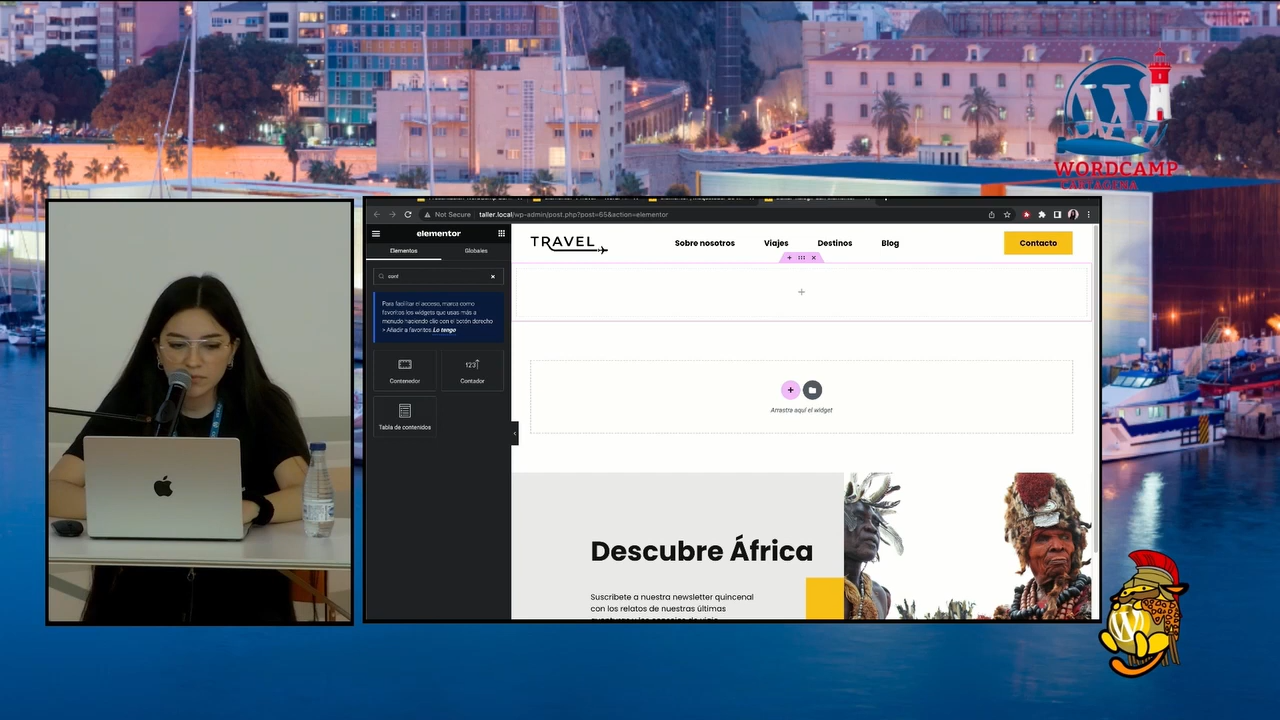 WORDCAMP
CARTAGENA
Not Secure
taller.local/wp-admin/post.php?post=65&action=elementor
elementor
Elementos
Globales
cont
Para facilitar el acceso, marca como
favoritos los widgets que usas más a
menudo haciendo clic con el botón derecho
> Añadir a favoritos. Lo tengo
Contenedor
Contador
Tabla de contenidos
TRAVEL
Sobre nosotros
Viajes
Destinos
Blog
Contacto
Arrastra aquí el widget
Descubre África
Suscríbete a nuestra newsletter quincenal
con los relatos de nuestras últimas